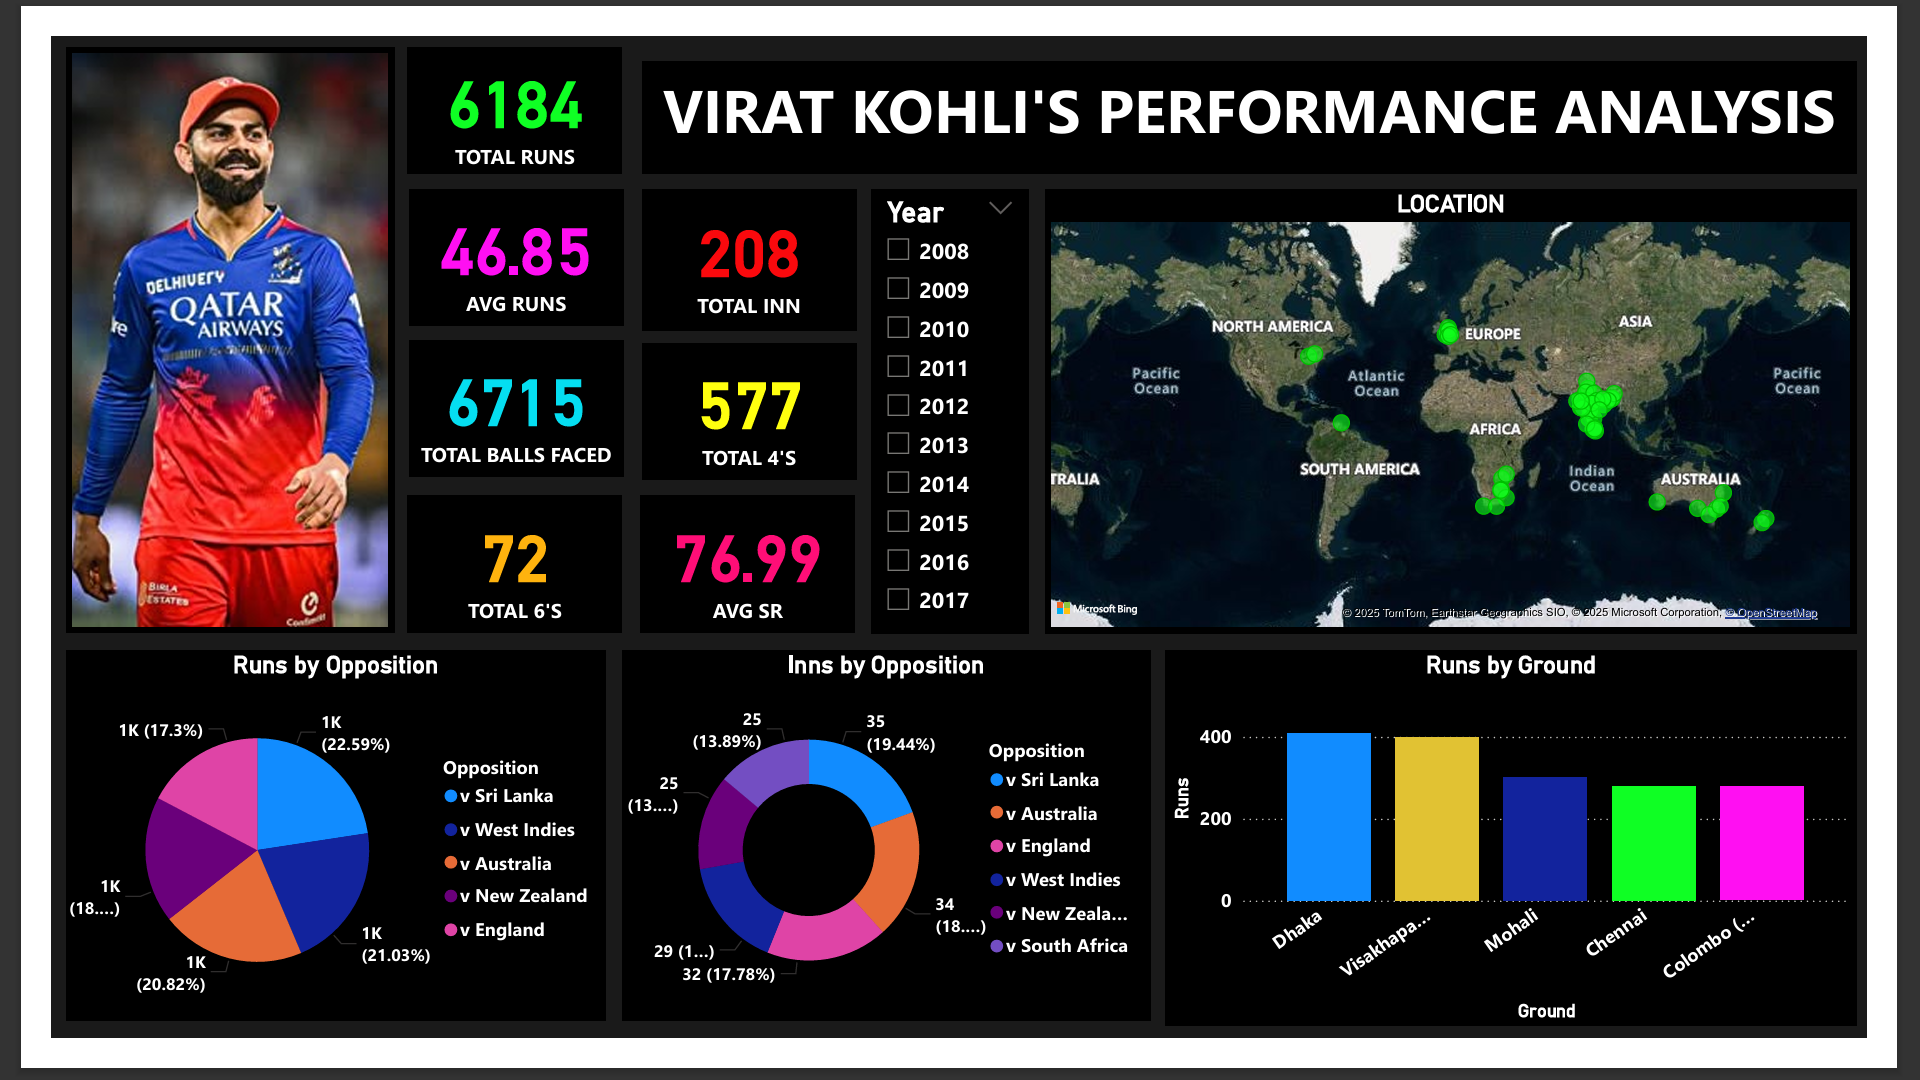 DELHIVERY
QATAR
AIRWAYS
BIRLA
ESTATES
6184
TOTAL RUNS
VIRAT KOHLI'S PERFORMANCE ANALYSIS
46.85
AVG RUNS
208
TOTAL INN
6715
TOTAL BALLS FACED
577
TOTAL 4'S
72
TOTAL 6'S
76.99
AVG SR
Year
2008
2009
2010
2011
2012
2013
2014
2015
2016
2017
LOCATION
NORTH AMERICA
EUROPE
ASIA
Pacific
Ocean
Atlantic
Ocean
Pacific
Ocean
AFRICA
SOUTH AMERICA
Indian
Ocean
TRALIA
AUSTRALIA
Microsoft Bing
© 2025 TomTom, Earthstar Geographics SIO, © 2025 Microsoft Corporation, © OpenStreetMap
Runs by Opposition
1K (17.3%)
1K
(22.59%)
1K
(18....)
1K
(21.03%)
1K
(20.82%)
Opposition
v Sri Lanka
v West Indies
v Australia
v New Zealand
v England
Inns by Opposition
25
(13.89%)
35
(19.44%)
25
(13....)
34
(18....)
29 (1...)
32 (17.78%)
Opposition
v Sri Lanka
v Australia
v England
v West Indies
v New Zeala...
v South Africa
Runs by Ground
Runs
400
200
0
Dhaka
Visakhapa...
Mohali
Chennai
Colombo (...
Ground